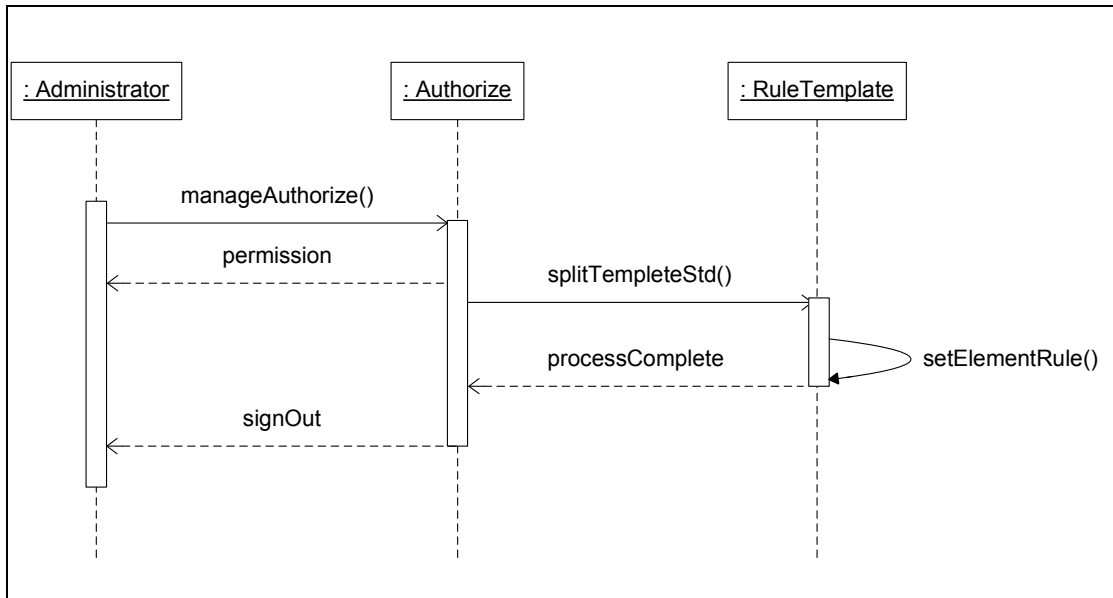 : Administrator
: Authorize
: RuleTemplate
manageAuthorize()
permission
splitTempleteStd()
processComplete
setElementRule()
signOut